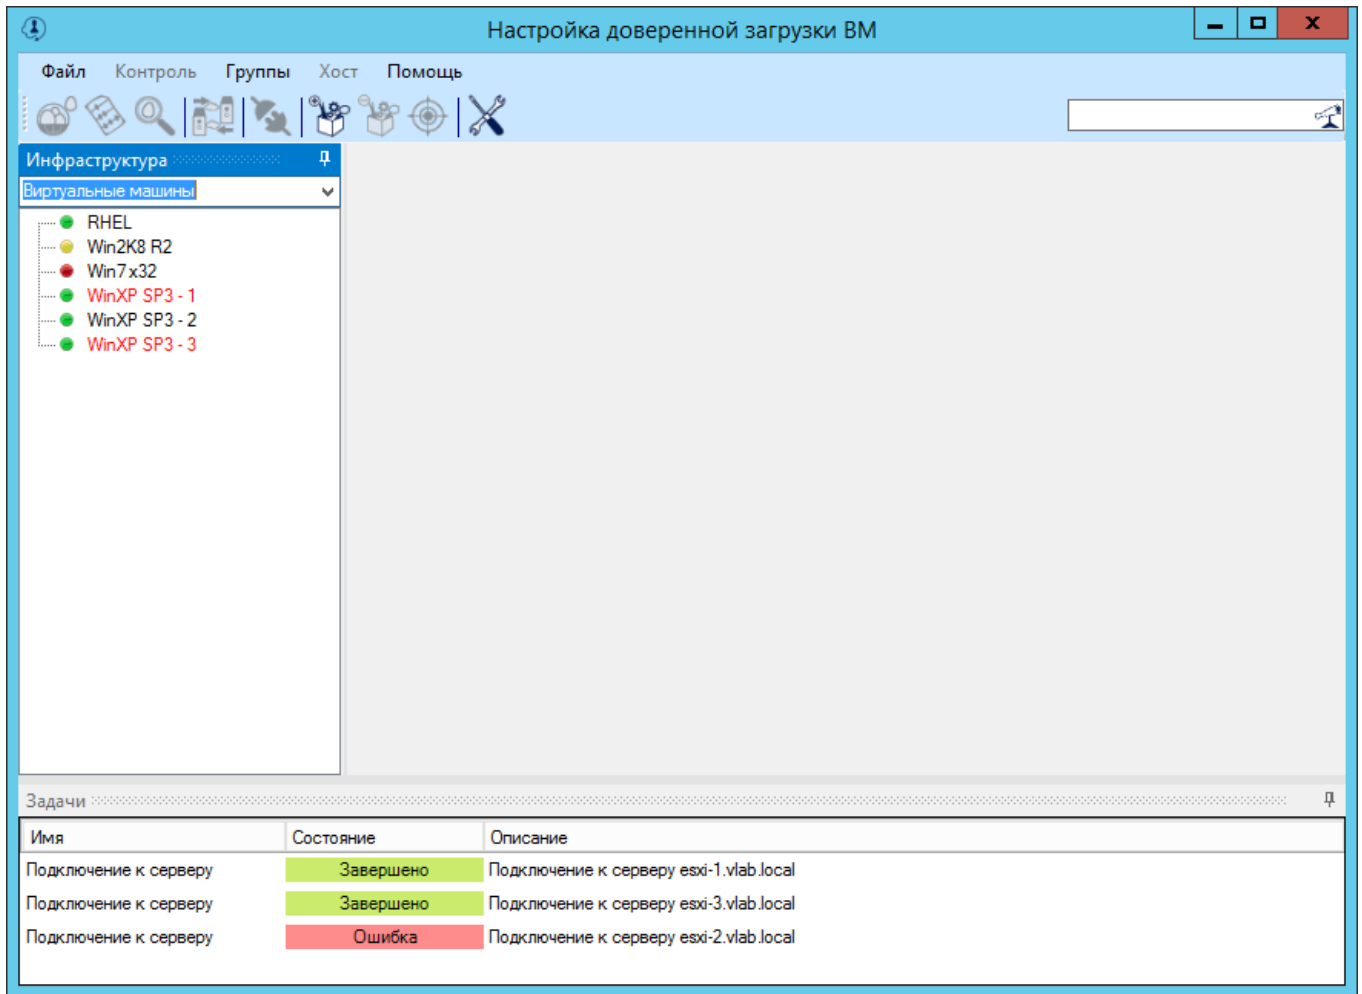 Настройка доверенной загрузки ВМ
Файл Контроль Группы Хост Помощь
Инфраструктура
Виртуальные машины
RHEL
Win2K8 R2
Win7 x32
WinXP SP3 - 1
WinXP SP3 - 2
WinXP SP3 - 3
Задачи
Имя Состояние Описание
Подключение к серверу Завершено Подключение к серверу esxi-1.vlab.local
Подключение к серверу Завершено Подключение к серверу esxi-3.vlab.local
Подключение к серверу Ошибка Подключение к серверу esxi-2.vlab.local